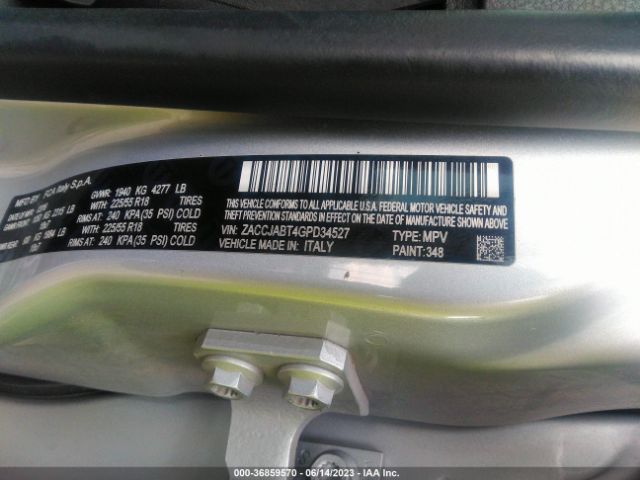 MFD BY: FCA Italy S.p.A.
GVWR: 1940 KG 4277 LB
WITH: 225/55 R18 TIRES
RIMS AT: 240 KPA(35 PSI) COLD
WITH: 225/55 R18 TIRES
RIMS AT: 240 KPA(35 PSI) COLD
THIS VEHICLE CONFORMS TO ALL APPLICABLE U.S.A.
FEDERAL MOTOR VEHICLE SAFETY,
BUMPER, AND THEFT PREVENTION STANDARDS IN EFFECT ON THE DATE OF MANUFACTURE SHOWN ABOVE.
VIN: ZACCJABT4GPD34527 TYPE: MPV
VEHICLE MADE IN: ITALY PAINT: 348
000-36859570 - 06/14/2023 - IAA Inc.